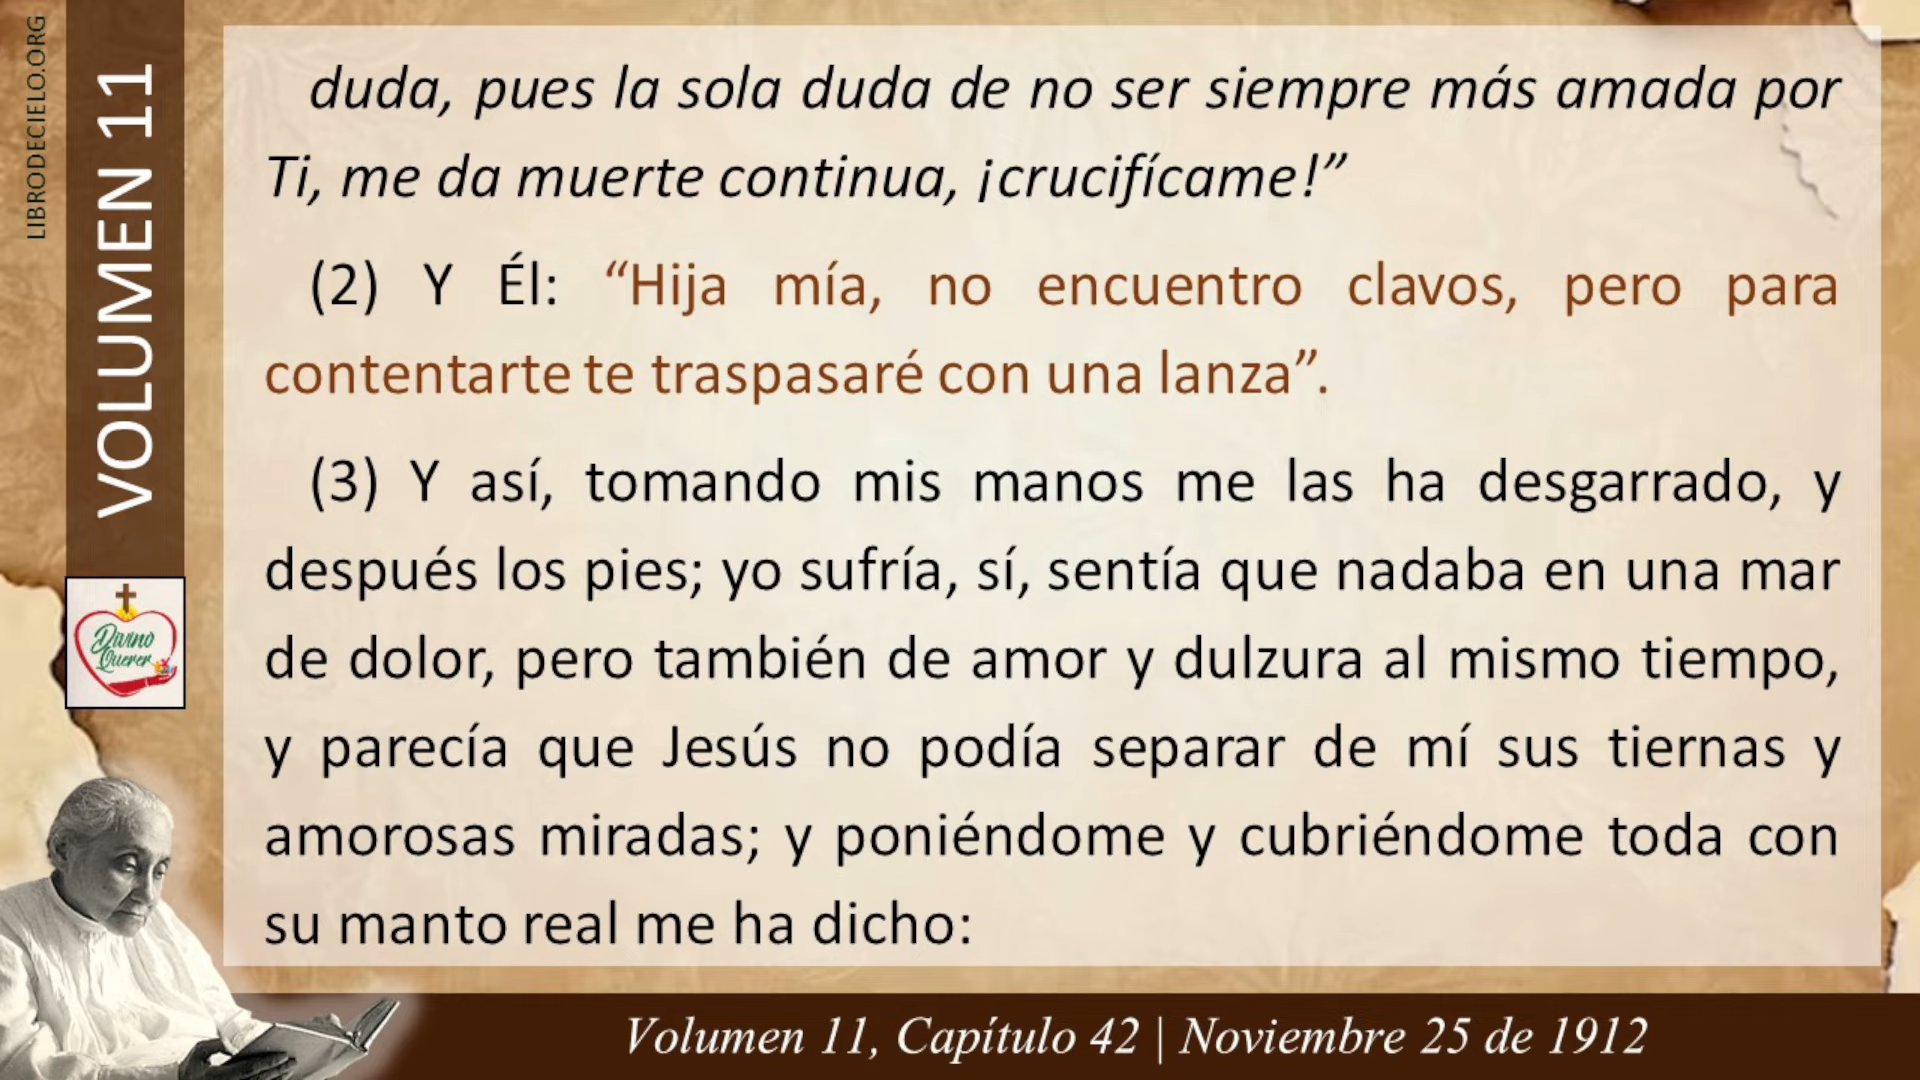 LIBRODECIELO.ORG
VOLUMEN 11
Divino
Querer
duda, pues la sola duda de no ser siempre más amada por
Ti, me da muerte continua, ¡crucifícame!”
(2) Y Él: “Hija mía, no encuentro clavos, pero para
contentarte te traspasaré con una lanza”.
(3) Y así, tomando mis manos me las ha desgarrado, y
después los pies; yo sufría, sí, sentía que nadaba en una mar
de dolor, pero también de amor y dulzura al mismo tiempo,
y parecía que Jesús no podía separar de mí sus tiernas y
amorosas miradas; y poniéndome y cubriéndome toda con
su manto real me ha dicho:
Volumen 11, Capítulo 42 | Noviembre 25 de 1912